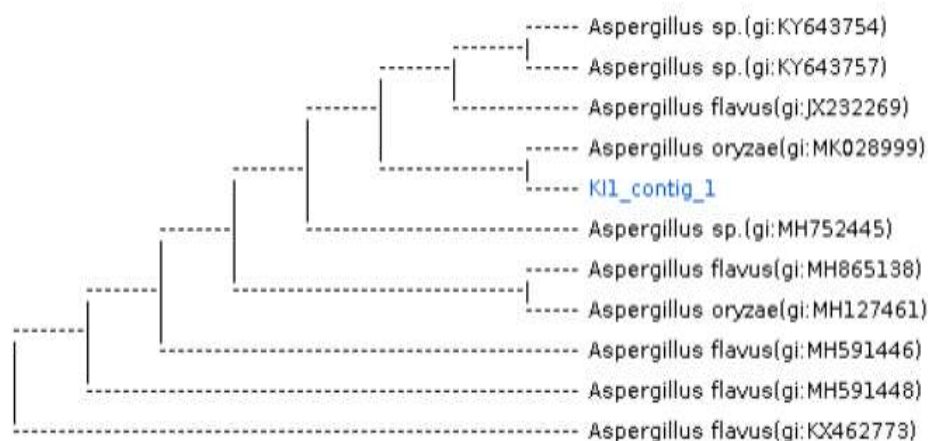 Aspergillus sp.(gi:KY643754)
Aspergillus sp.(gi:KY643757)
Aspergillus flavus(gi:JX232269)
Aspergillus oryzae(gi:MK028999)
KI1_contig_1
Aspergillus sp.(gi:MH752445)
Aspergillus flavus(gi:MH865138)
Aspergillus oryzae(gi:MH127461)
Aspergillus flavus(gi:MH591446)
Aspergillus flavus(gi:MH591448)
Aspergillus flavus(gi:KX462773)